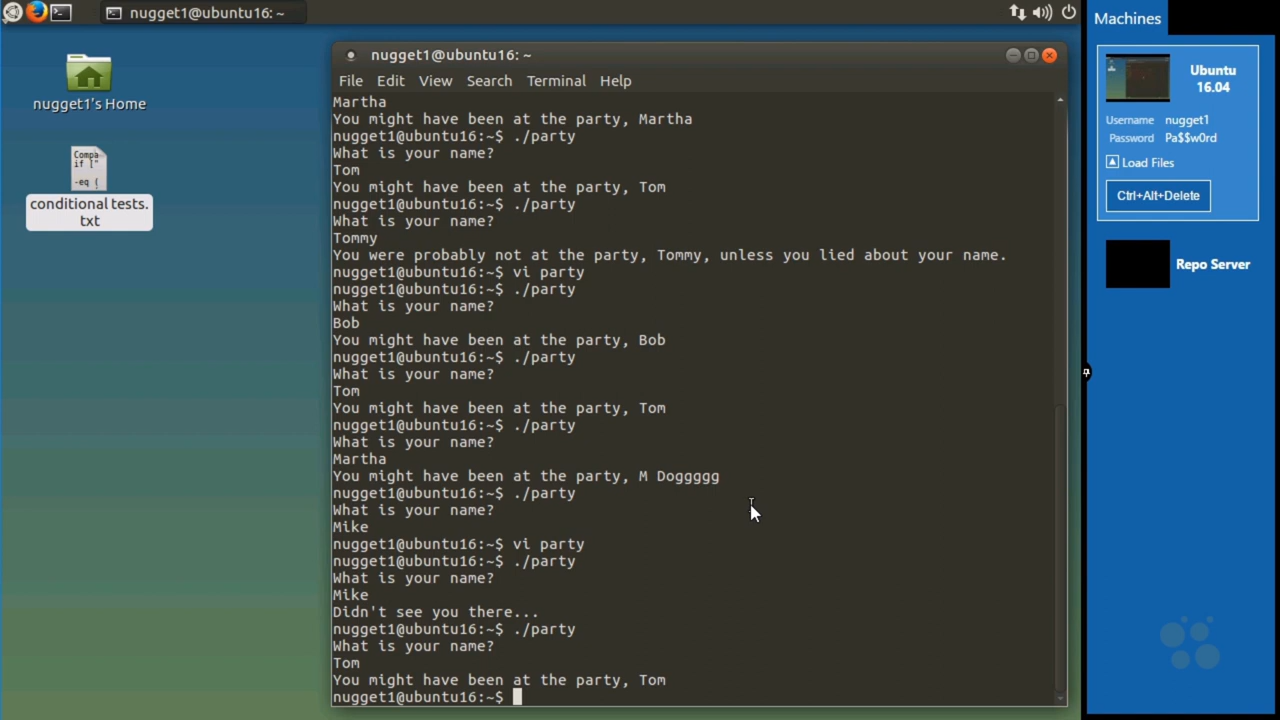 nugget1@ubuntu16: ~
Machines
nugget1@ubuntu16: ~
File Edit View Search Terminal Help
Martha
You might have been at the party, Martha
nugget1@ubuntu16:~$ ./party
What is your name?
Tom
You might have been at the party, Tom
nugget1@ubuntu16:~$ ./party
What is your name?
Tommy
You were probably not at the party, Tommy, unless you lied about your name.
nugget1@ubuntu16:~$ vi party
nugget1@ubuntu16:~$ ./party
What is your name?
Bob
You might have been at the party, Bob
nugget1@ubuntu16:~$ ./party
What is your name?
Tom
You might have been at the party, Tom
nugget1@ubuntu16:~$ ./party
What is your name?
Martha
You might have been at the party, M Doggggg
nugget1@ubuntu16:~$ ./party
What is your name?
Mike
nugget1@ubuntu16:~$ vi party
nugget1@ubuntu16:~$ ./party
What is your name?
Mike
Didn't see you there...
nugget1@ubuntu16:~$ ./party
What is your name?
Tom
You might have been at the party, Tom
nugget1@ubuntu16:~$
nugget1's Home
Compa
if ["
-eq (
conditional tests.
txt
Ubuntu
16.04
Username nugget1
Password Pa$$w0rd
Load Files
Ctrl+Alt+Delete
Repo Server